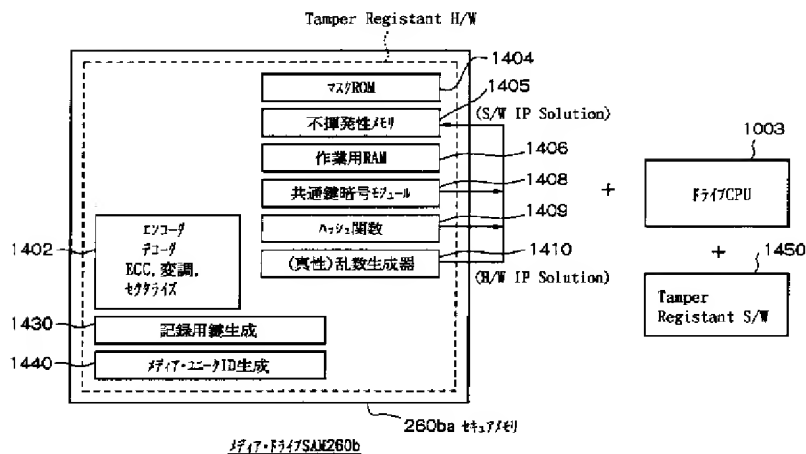 Tamper Registant H/W
マスクROM
1404
1405
不揮発性メモリ
(S/W IP Solution)
作業用RAM
1406
1003
共通鍵暗号モジュール
1408
+
ドライブCPU
ハッシュ関数
1409
1402
エンコーダ
デコーダ
ECC, 変調,
セクタライズ
(真性)乱数生成器
1410
(H/W IP Solution)
+
1450
Tamper
Registant S/W
1430
記録用鍵生成
1440
メディア・ユニークID生成
260ba セキュアメモリ
メディア・ドライブSAM260b